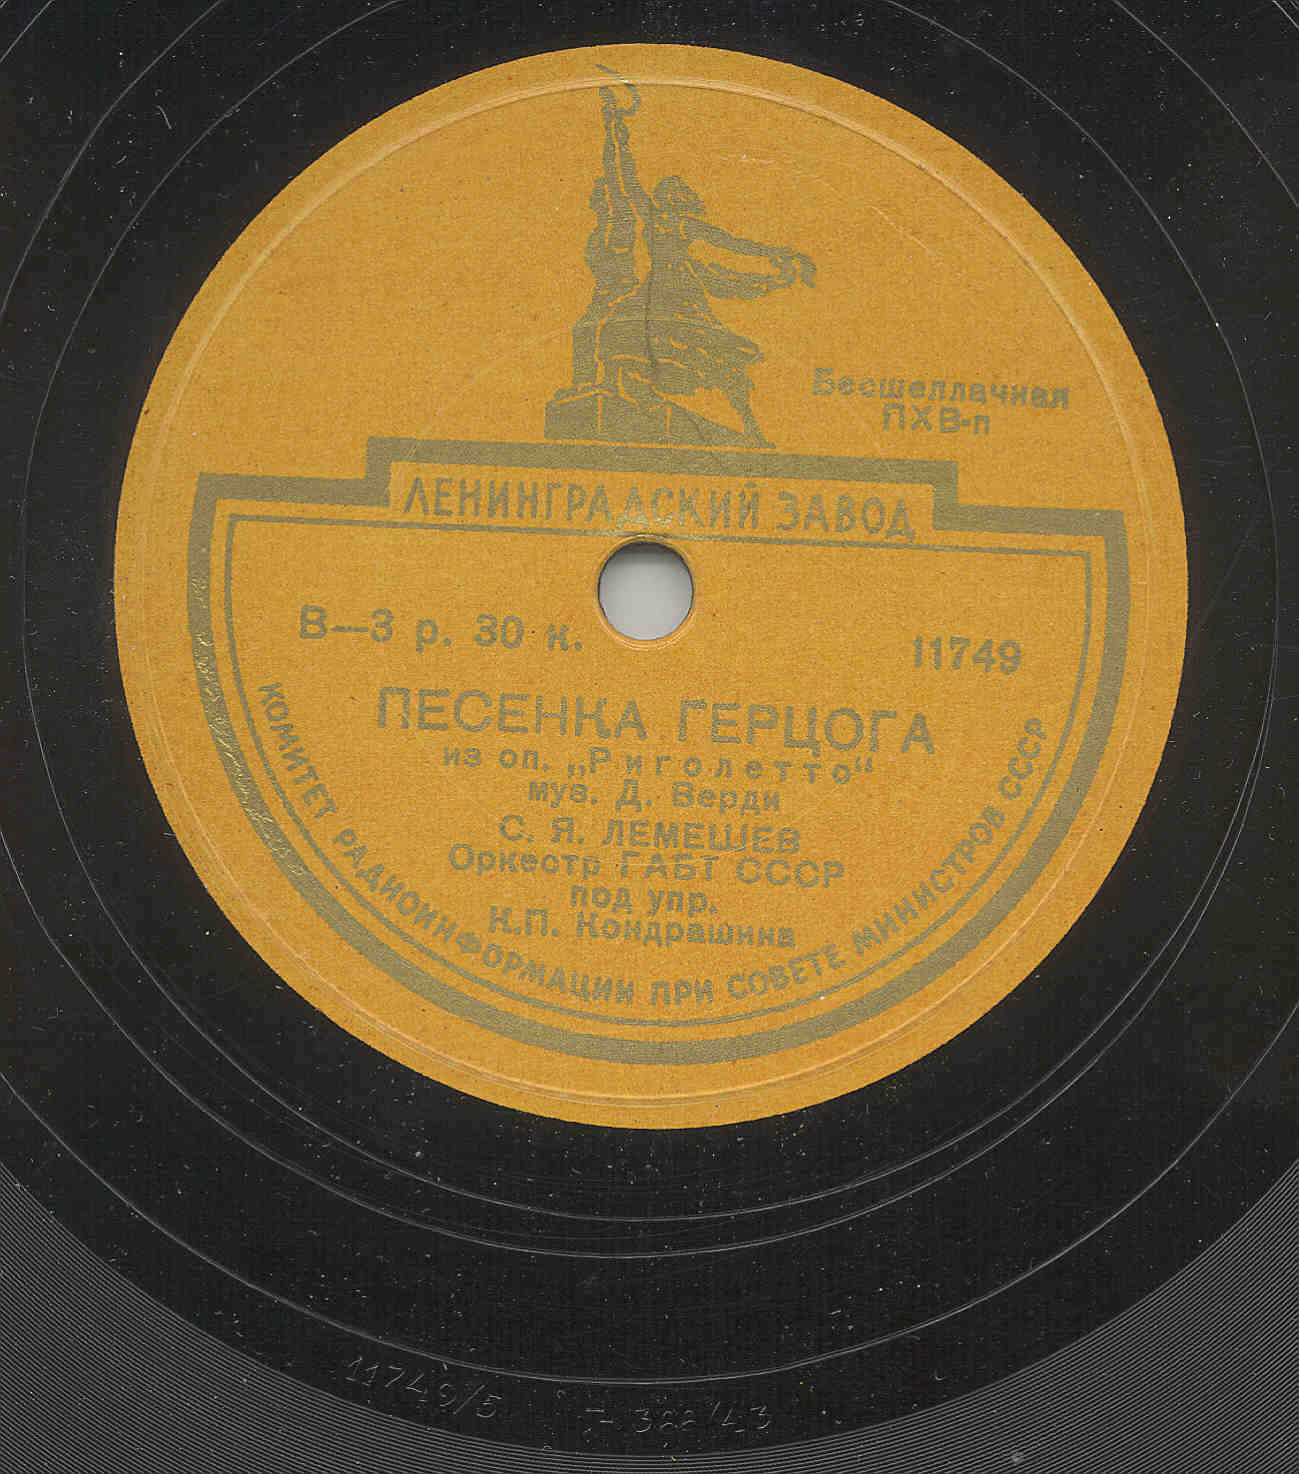 Бесшеллачная
ПХВ-п
ЛЕНИНГРАДСКИЙ ЗАВОД
В—3 р. 30 к.
11749
ПЕСЕНКА ГЕРЦОГА
из оп. „Риголетто“
муз. Д. Верди
С. Я. ЛЕМЕШЕВ
Оркестр ГАБТ СССР
под упр.
К.П. Кондрашина
КОМИТЕТ РАДИОИНФОРМАЦИИ ПРИ СОВЕТЕ МИНИСТРОВ СССР
11749/5